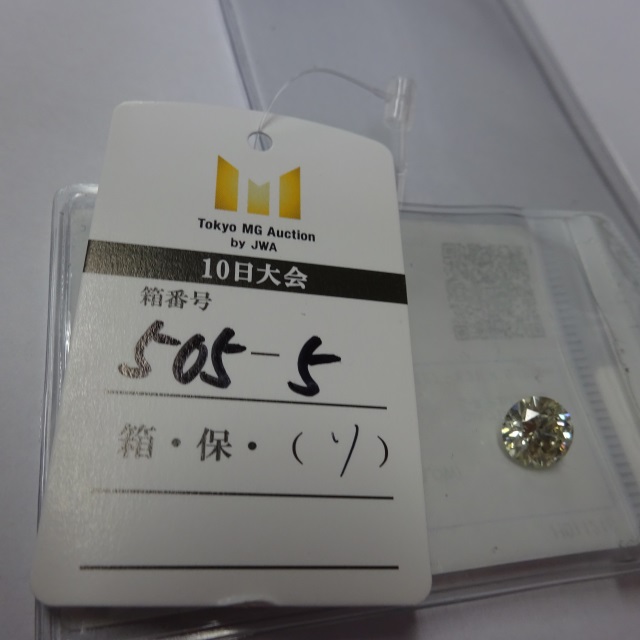 Tokyo MG Auction
by JWA
10日大会
箱番号
505-5
箱・保・(ソ)